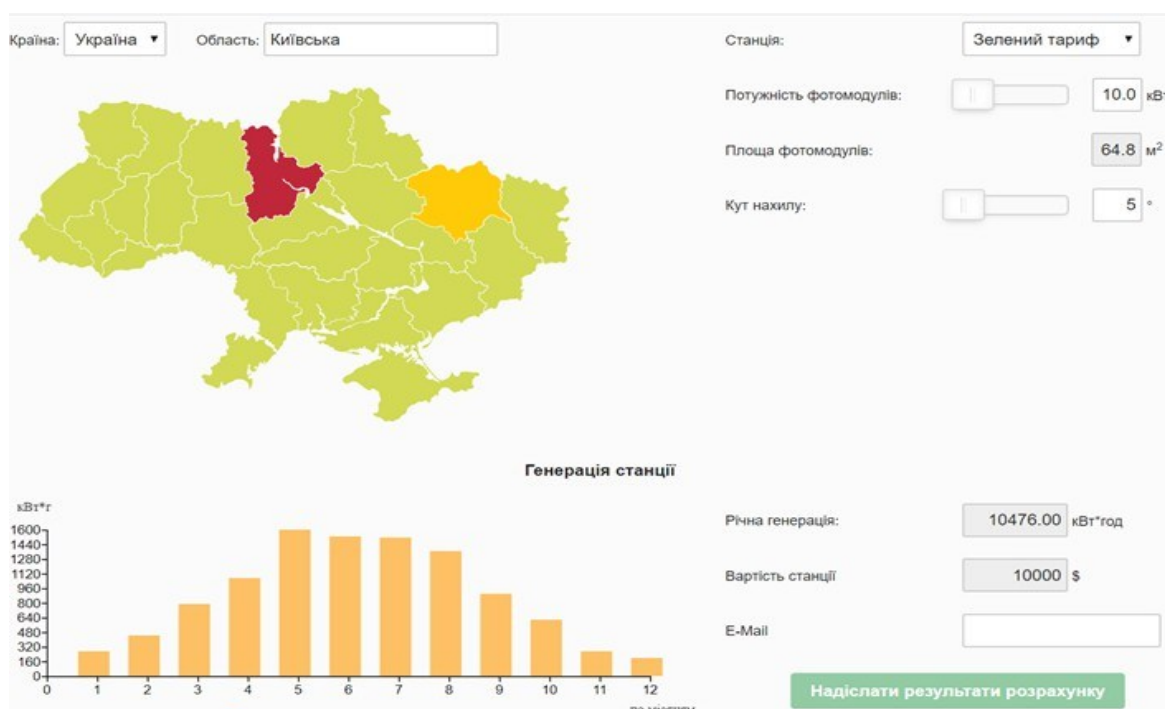 Країна: Україна
Область: Київська
Станція: Зелений тариф
Потужність фотомодулів: 10.0 кВт
Площа фотомодулів: 64.8 м²
Кут нахилу: 5 °
Генерація станції
кВт*г
1600
1440
1280
1120
960
800
640
480
320
160
0
0 1 2 3 4 5 6 7 8 9 10 11 12
Річна генерація: 10476.00 кВт*год
Вартість станції 10000 $
E-Mail
Надіслати результати розрахунку